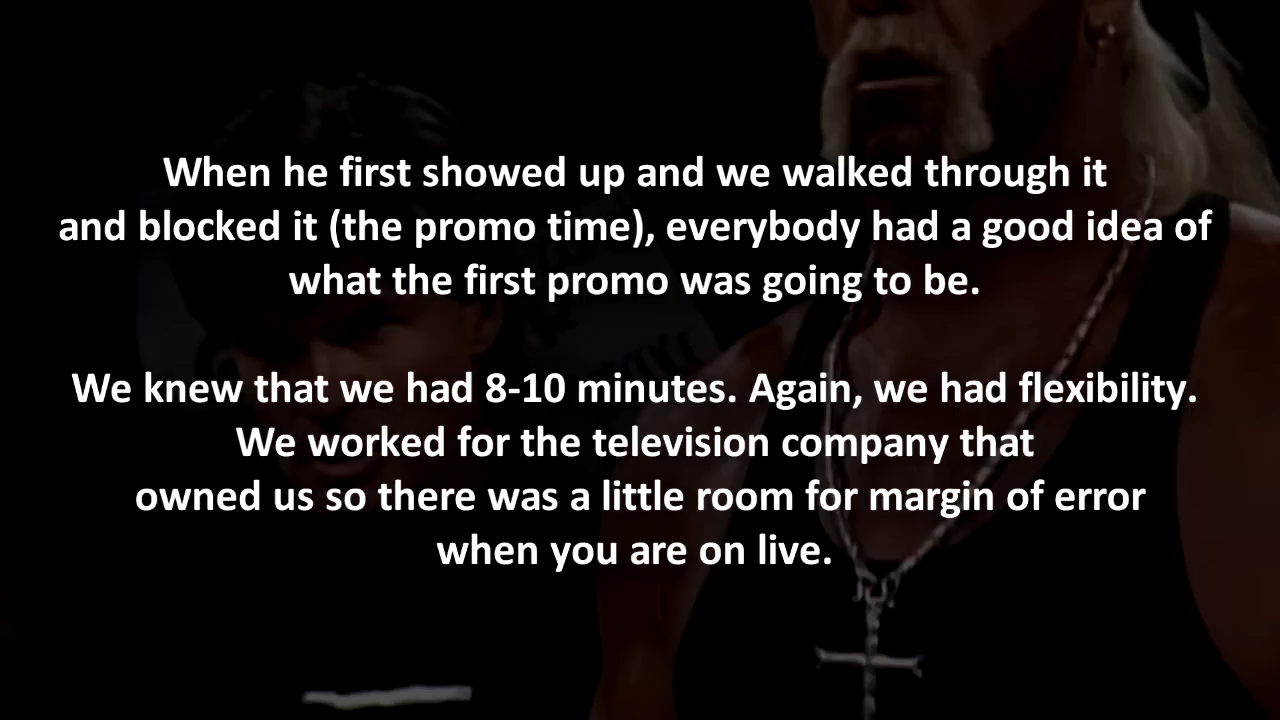 When he first showed up and we walked through it
and blocked it (the promo time), everybody had a good idea of
what the first promo was going to be.
We knew that we had 8-10 minutes. Again, we had flexibility.
We worked for the television company that
owned us so there was a little room for margin of error
when you are on live.